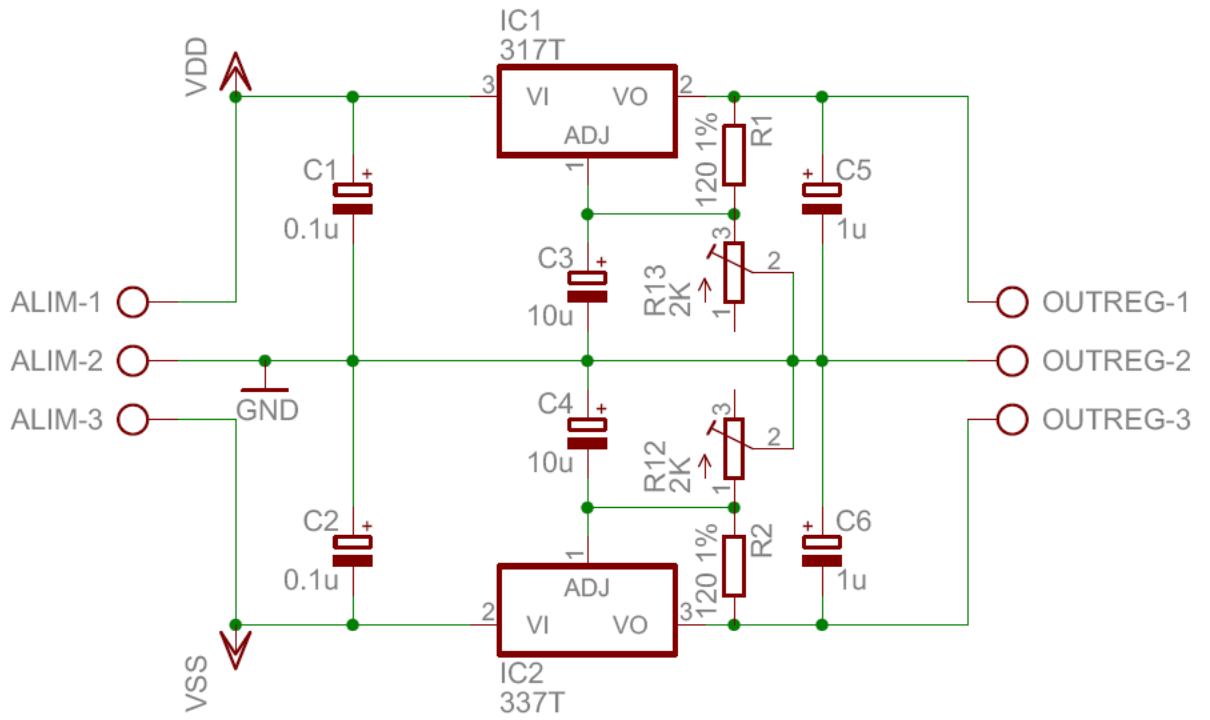 IC1
317T
VDD
3
VI
VO
2
ADJ
1
120 1%
R1
C1
+
0.1u
C5
+
1u
C3
+
10u
R13
2K
3
2
1
ALIM-1
ALIM-2
ALIM-3
GND
OUTREG-1
OUTREG-2
OUTREG-3
C4
+
10u
R12
2K
3
2
1
C2
+
0.1u
120 1%
R2
C6
+
1u
1
ADJ
2
VI
VO
3
VSS
IC2
337T